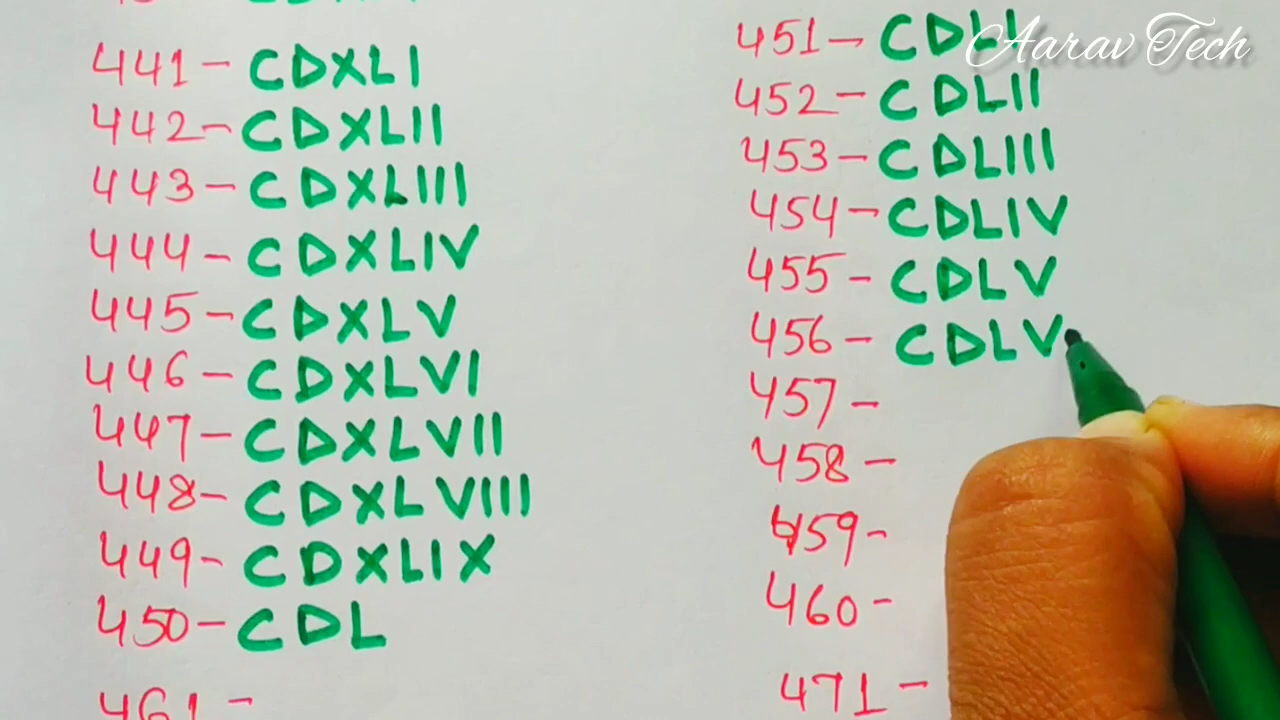 441 - CDXLI
442 - CDXLII
443 - CDXLIII
444 - CDXLIV
445 - CDXLV
446 - CDXLVI
447 - CDXLVII
448 - CDXLVIII
449 - CDXLIX
450 - CDL
461 -
Aarav Tech
451 - CDLI
452 - CDLII
453 - CDLIII
454 - CDLIV
455 - CDLV
456 - CDLV
457 -
458 -
459 -
460 -
471 -